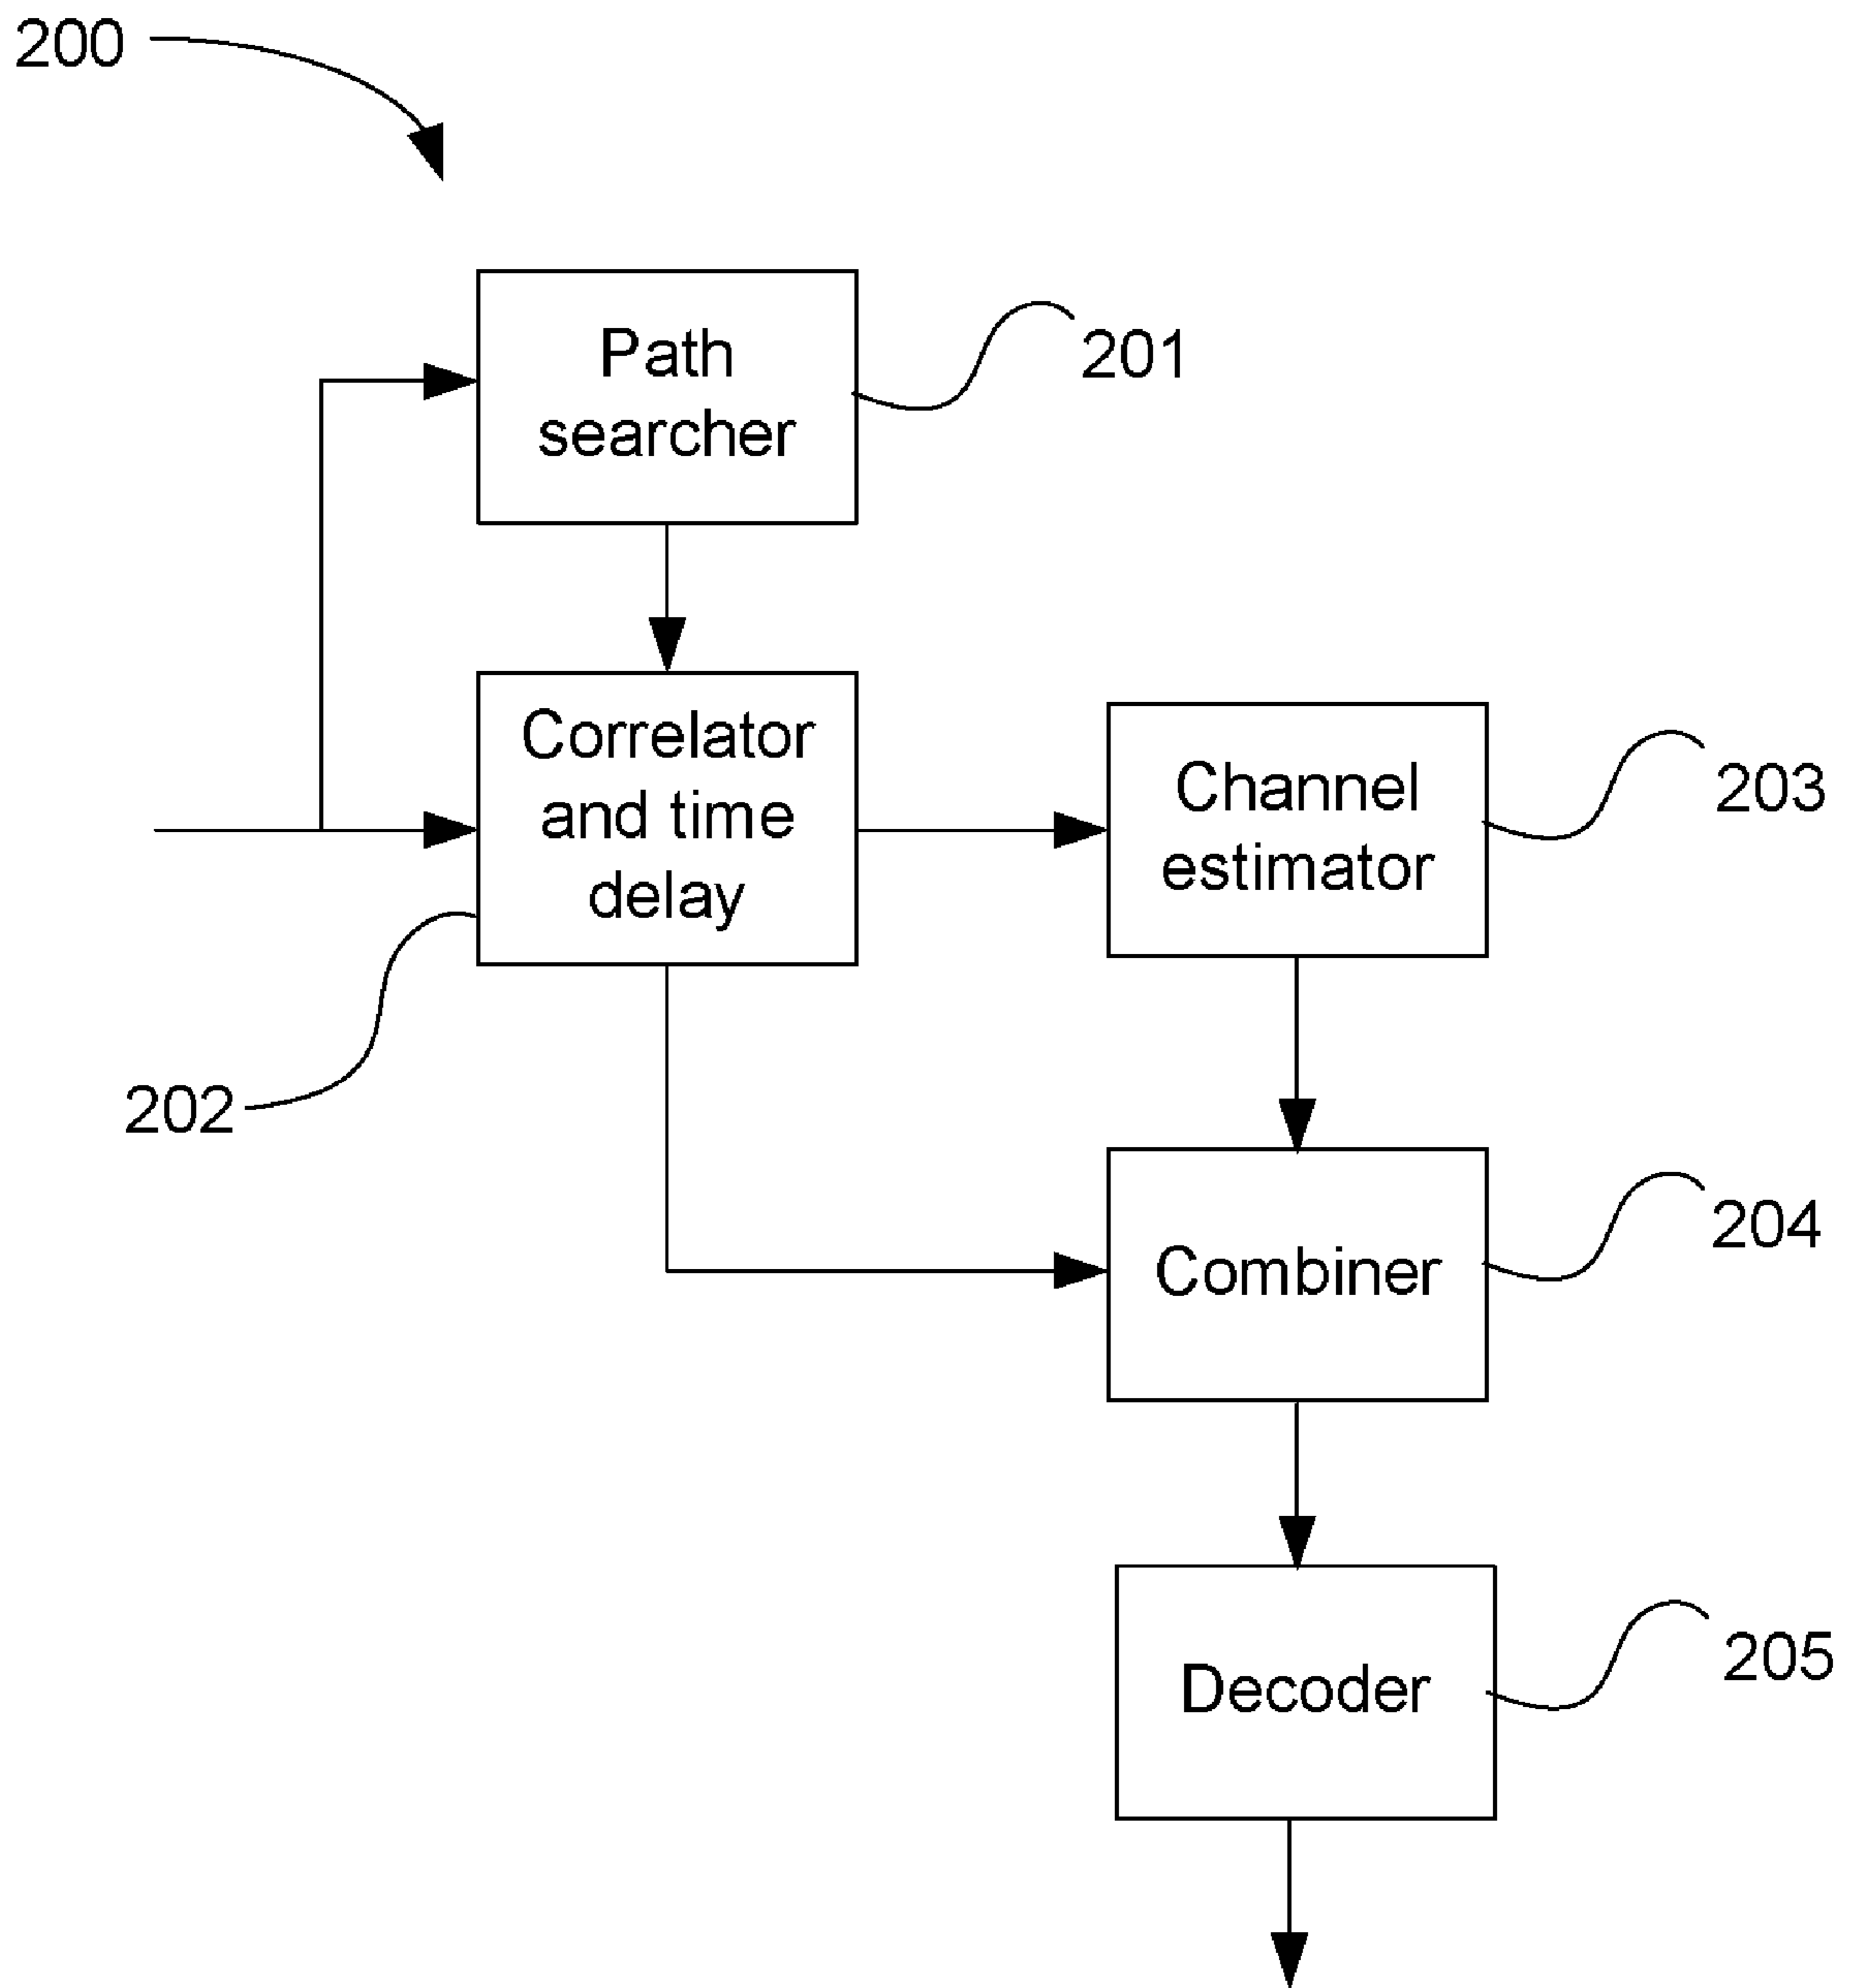 200
Path
searcher
201
Correlator
and time
delay
Channel
estimator
203
202
Combiner
204
Decoder
205